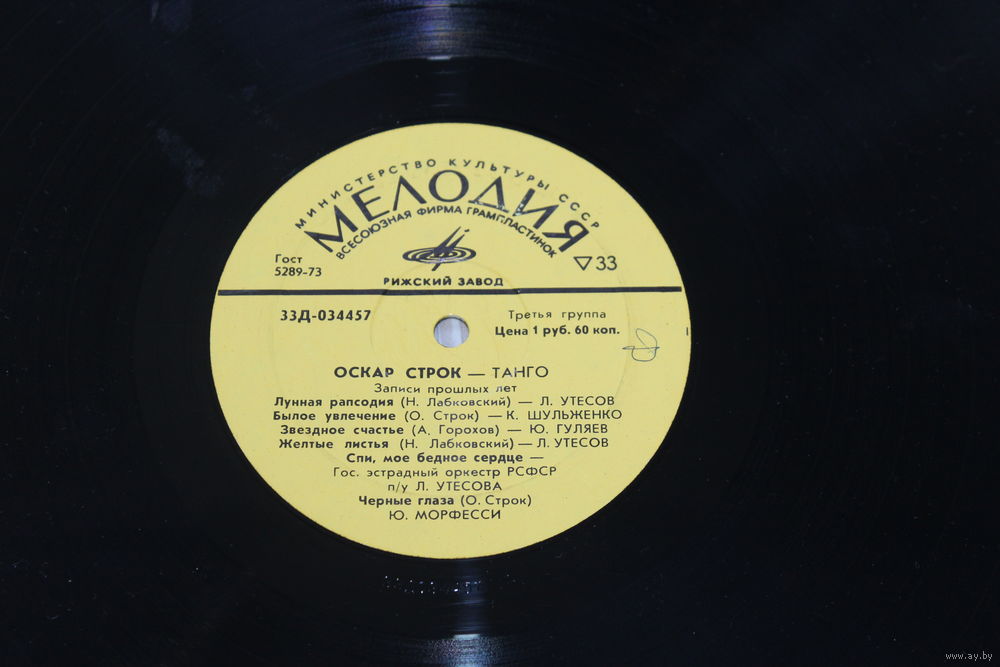 МИНИСТЕРСТВО КУЛЬТУРЫ СССР
МЕЛОДИЯ
ВСЕСОЮЗНАЯ ФИРМА ГРАМПЛАСТИНОК
Гост
5289-73
33
РИЖСКИЙ ЗАВОД
33Д-034457
Третья группа
Цена 1 руб. 60 коп.
ОСКАР СТРОК — ТАНГО
Записи прошлых лет
Лунная рапсодия (Н. Лабковский) — Л. УТЕСОВ
Былое увлечение (О. Строк) — К. ШУЛЬЖЕНКО
Звездное счастье (А. Горохов) — Ю. ГУЛЯЕВ
Желтые листья (Н. Лабковский) — Л. УТЕСОВ
Спи, мое бедное сердце —
Гос. эстрадный оркестр РСФСР
п/у Л. УТЕСОВА
Черные глаза (О. Строк)
Ю. МОРФЕССИ
www.ay.by